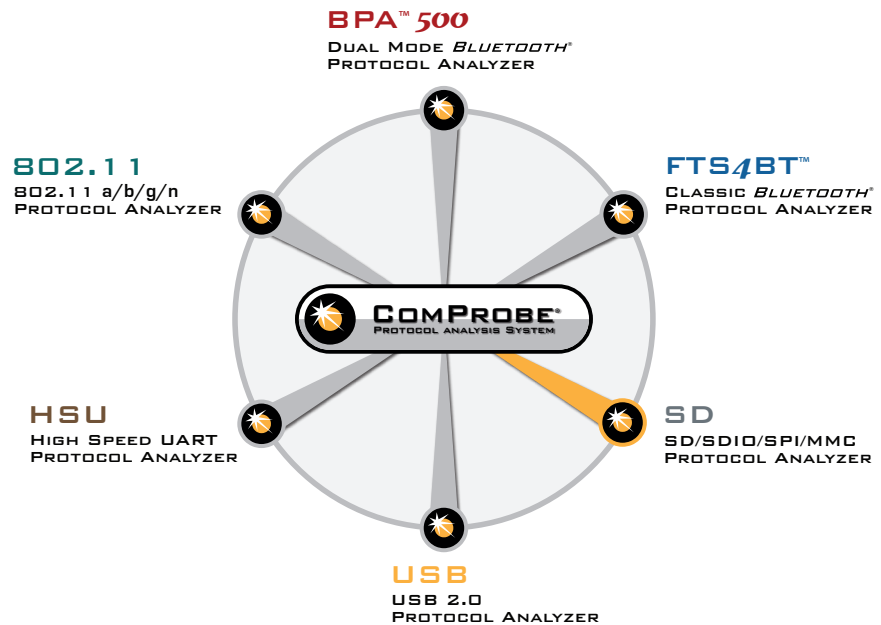 BPA™ 500
Dual Mode Bluetooth®
Protocol Analyzer
802.11
802.11 a/b/g/n
Protocol Analyzer
FTS4BT™
Classic Bluetooth®
Protocol Analyzer
ComProbe®
Protocol Analysis System
HSU
High Speed UART
Protocol Analyzer
SD
SD/SDIO/SPI/MMC
Protocol Analyzer
USB
USB 2.0
Protocol Analyzer